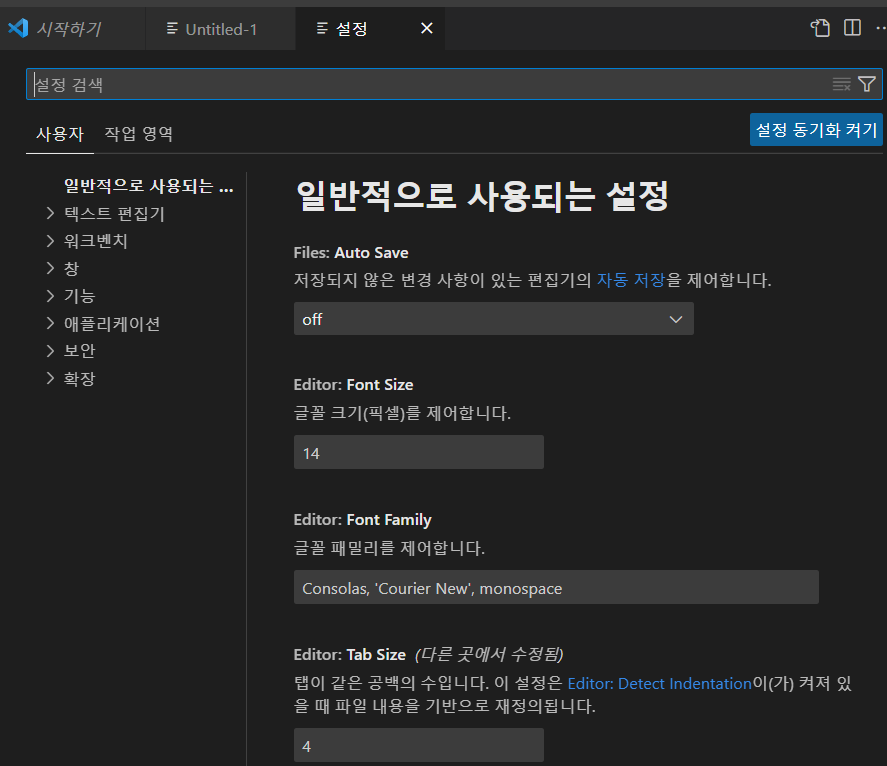 시작하기
Untitled-1
설정
설정 검색
사용자
작업 영역
설정 동기화 켜기
일반적으로 사용되는 ...
텍스트 편집기
워크벤치
창
기능
애플리케이션
보안
확장
일반적으로 사용되는 설정
Files: Auto Save
저장되지 않은 변경 사항이 있는 편집기의 자동 저장을 제어합니다.
off
Editor: Font Size
글꼴 크기(픽셀)를 제어합니다.
14
Editor: Font Family
글꼴 패밀리를 제어합니다.
Consolas, 'Courier New', monospace
Editor: Tab Size (다른 곳에서 수정됨)
탭이 같은 공백의 수입니다. 이 설정은 Editor: Detect Indentation이(가) 켜져 있
을 때 파일 내용을 기반으로 재정의됩니다.
4